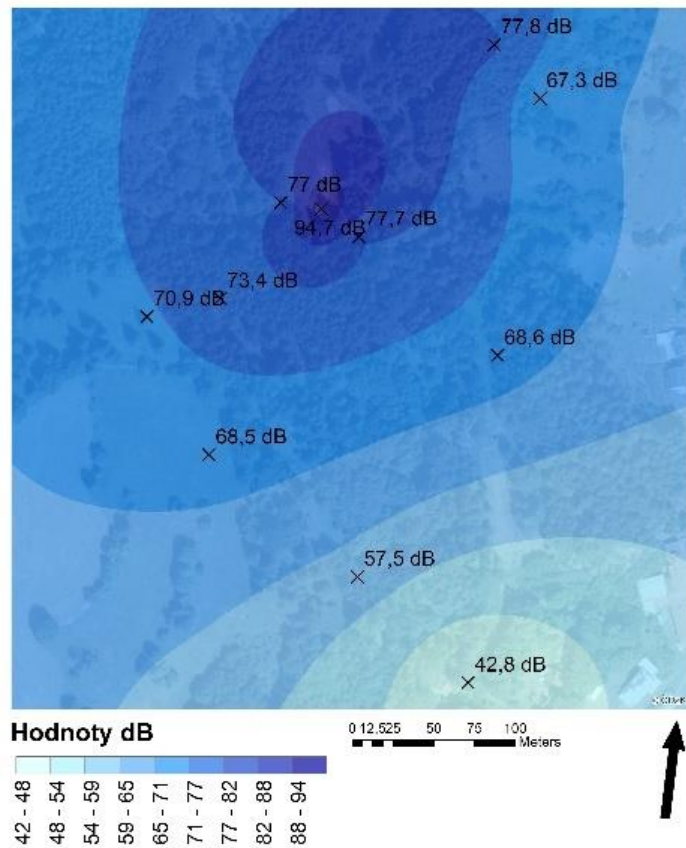 77,8 dB
67,3 dB
77 dB
94,7 dB
77,7 dB
73,4 dB
70,9 dB
68,6 dB
68,5 dB
57,5 dB
42,8 dB
Hodnoty dB
42 - 48
48 - 54
54 - 59
59 - 65
65 - 71
71 - 77
77 - 82
82 - 88
88 - 94
0 12,525 50 75 100
Meters